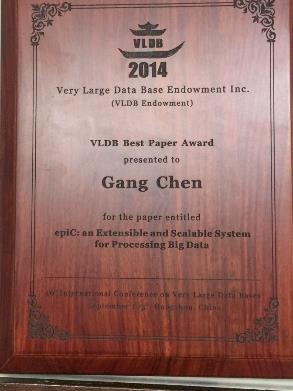 VLDB
2014
Very Large Data Base Endowment Inc.
(VLDB Endowment)
VLDB Best Paper Award
presented to
Gang Chen
for the paper entitled
epiC: an Extensible and Scalable System
for Processing Big Data
40 International Conference on Very Large Data Bases
September 1-5 Hangzhou, China